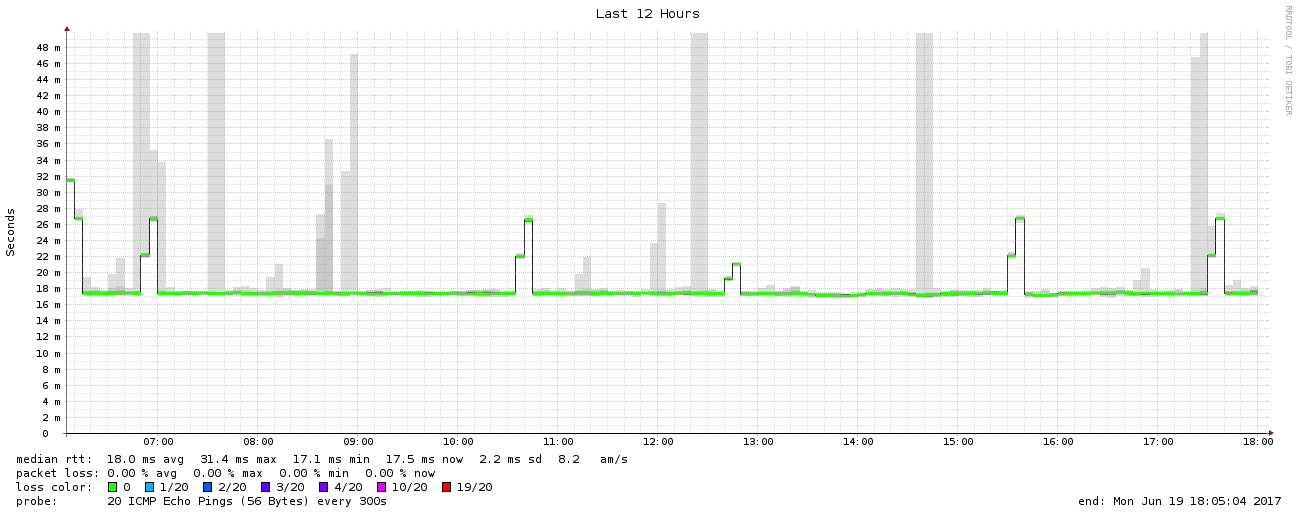 Last 12 Hours
RRDTOOL / TOBI OETIKER
Seconds
48 m
46 m
44 m
42 m
40 m
38 m
36 m
34 m
32 m
30 m
28 m
26 m
24 m
22 m
20 m
18 m
16 m
14 m
12 m
10 m
8 m
6 m
4 m
2 m
0
07:00 08:00 09:00 10:00 11:00 12:00 13:00 14:00 15:00 16:00 17:00 18:00
median rtt: 18.0 ms avg 31.4 ms max 17.1 ms min 17.5 ms now 2.2 ms sd 8.2 am/s
packet loss: 0.00 % avg 0.00 % max 0.00 % min 0.00 % now
loss color: 0 1/20 2/20 3/20 4/20 10/20 19/20
probe: 20 ICMP Echo Pings (56 Bytes) every 300s end: Mon Jun 19 18:05:04 2017